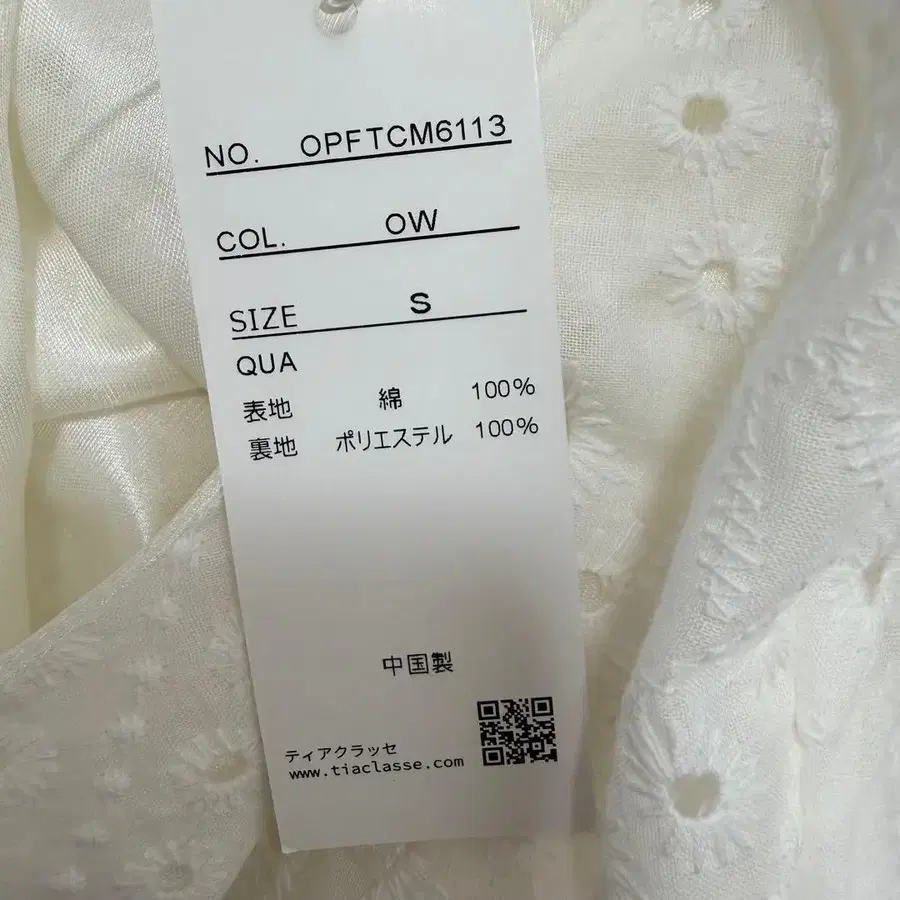 NO. OPFTCM6113
COL. OW
SIZE S
QUA
表地 綿 100%
裏地 ポリエステル 100%
中国製
ティアクラッセ
www.tiaclasse.com